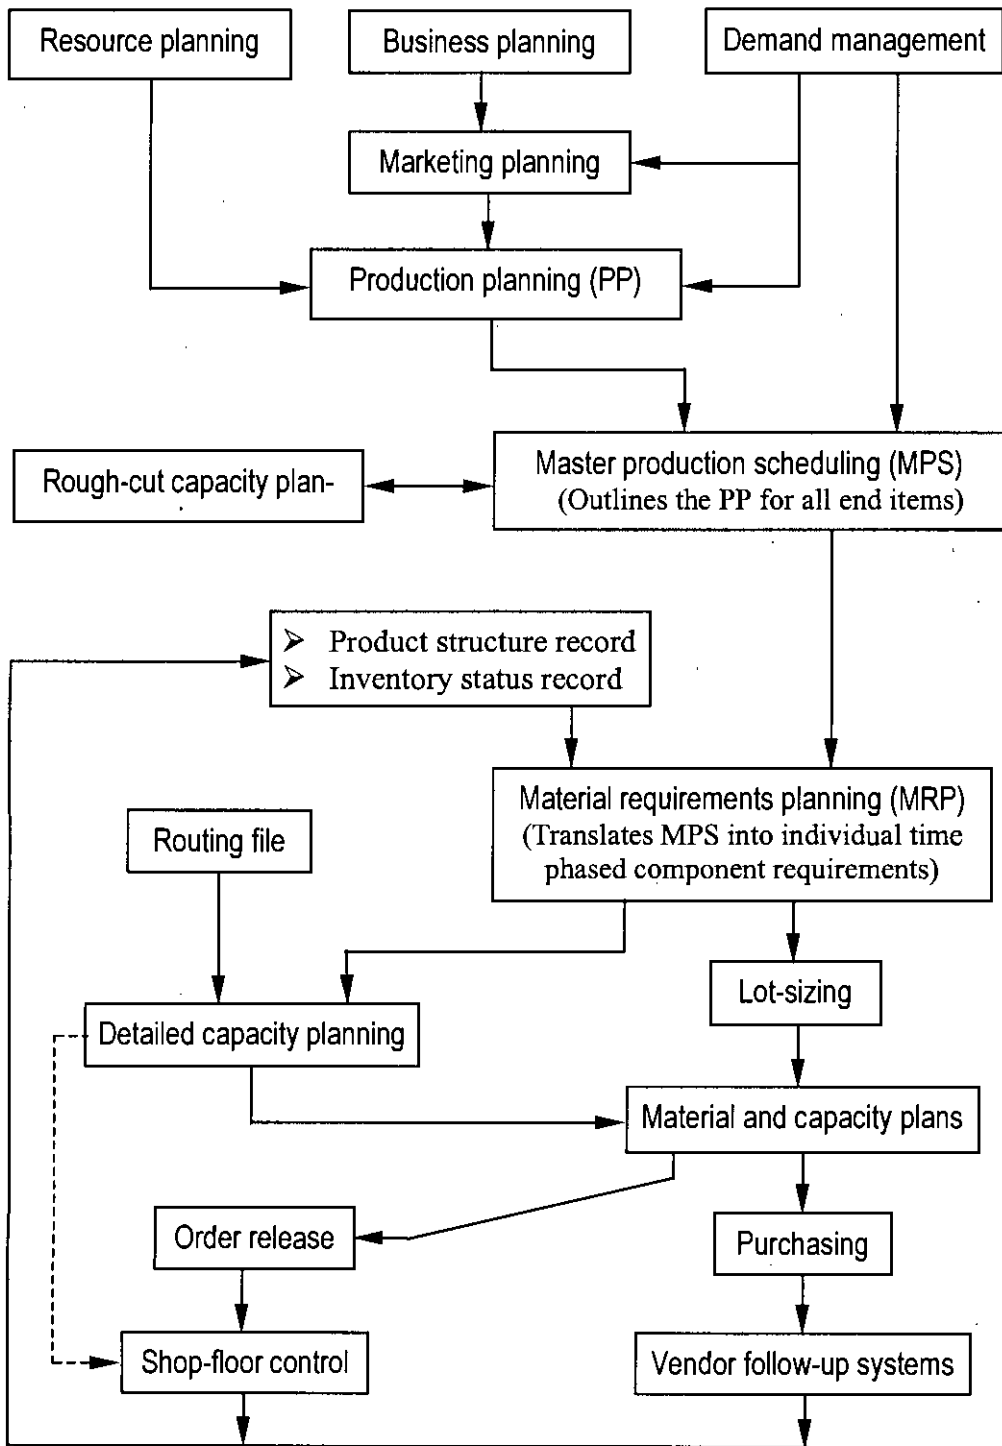 Resource planning
Business planning
Demand management
Marketing planning
Production planning (PP)
Rough-cut capacity plan-
Master production scheduling (MPS)
(Outlines the PP for all end items)
➢ Product structure record
➢ Inventory status record
Routing file
Material requirements planning (MRP)
(Translates MPS into individual time
phased component requirements)
Lot-sizing
Detailed capacity planning
Material and capacity plans
Order release
Purchasing
Shop-floor control
Vendor follow-up systems